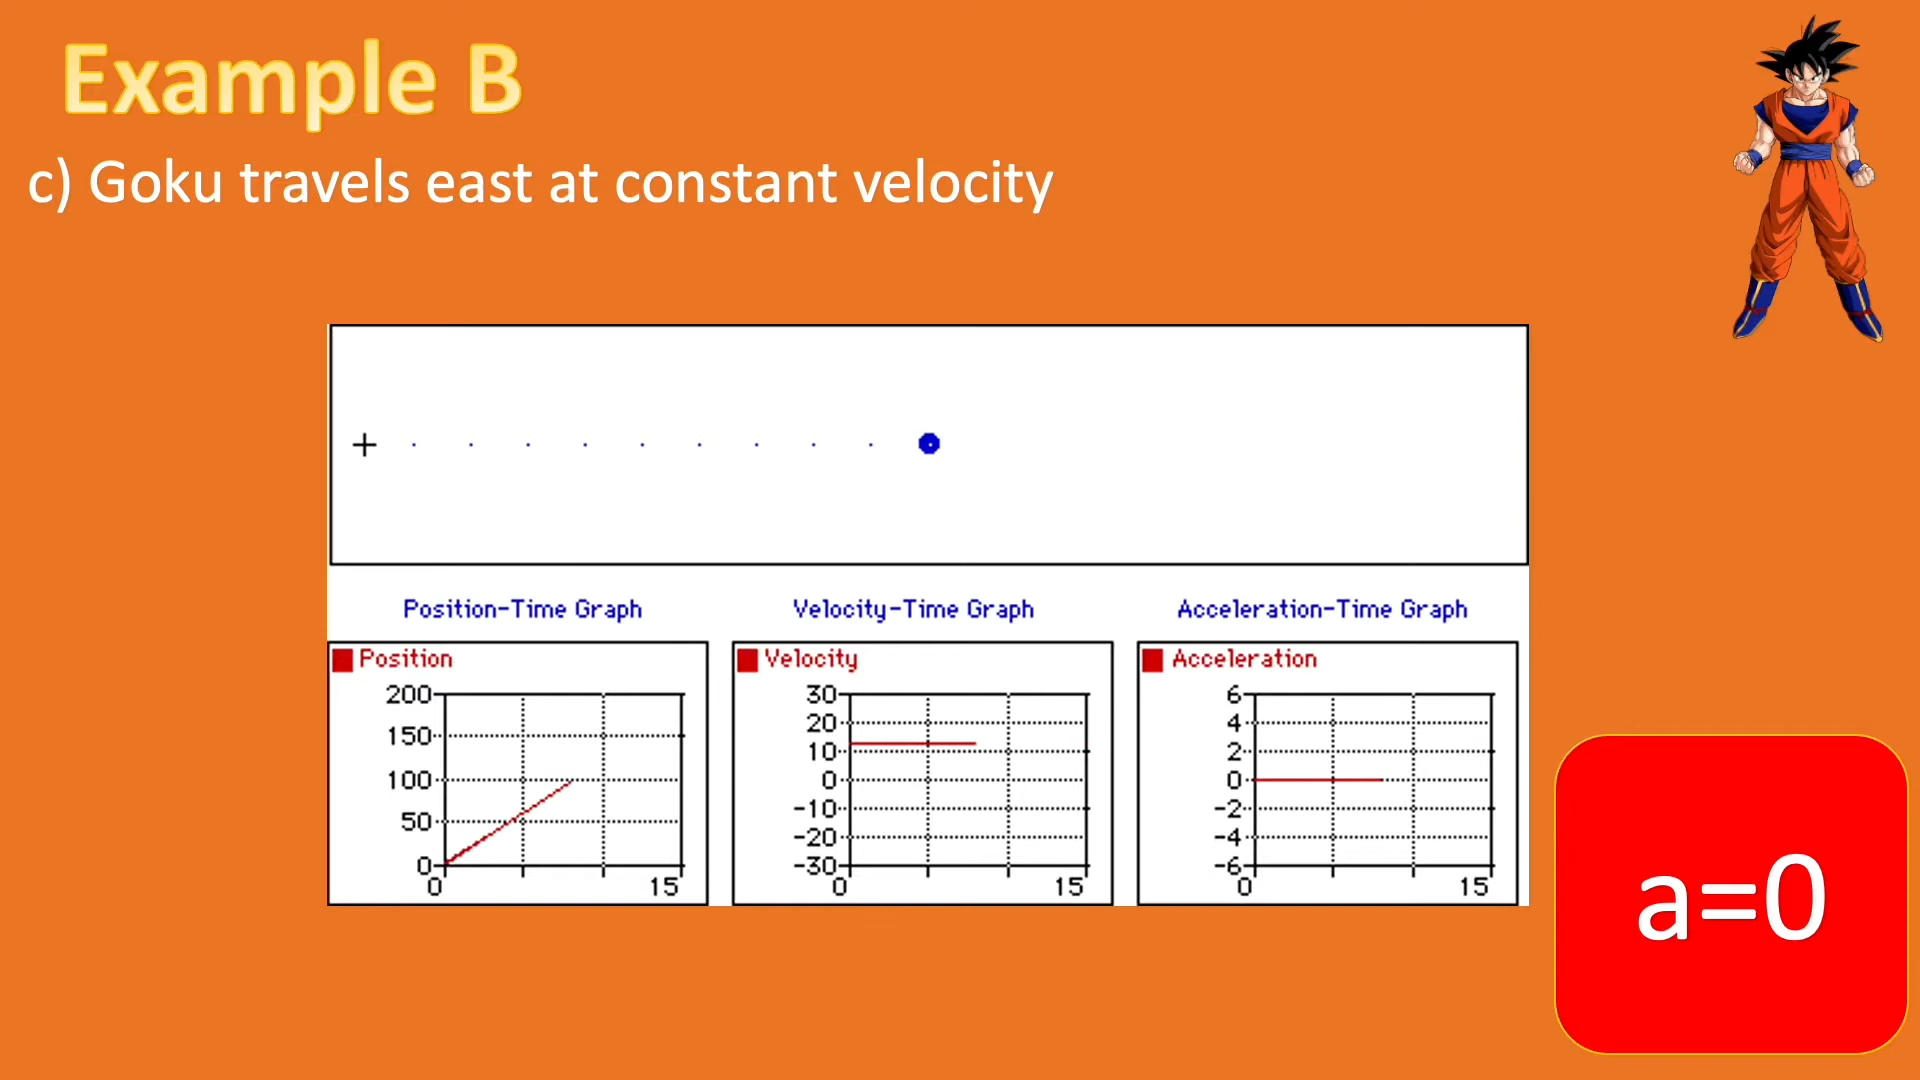 Example B
c) Goku travels east at constant velocity
Position-Time Graph
Velocity-Time Graph
Acceleration-Time Graph
Position
200
150
100
50
0
0
15
Velocity
30
20
10
0
-10
-20
-30
0
15
Acceleration
6
4
2
0
-2
-4
-6
0
15
a=0